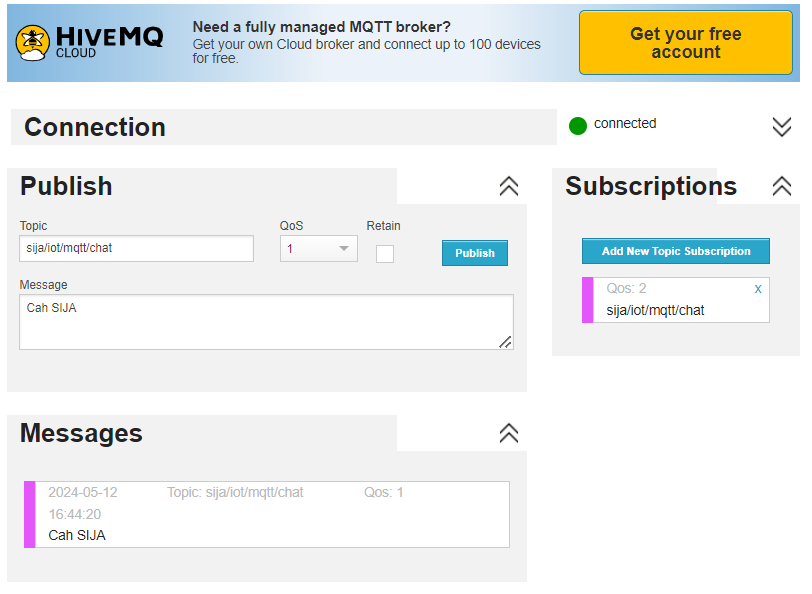 HIVEMQ
CLOUD
Need a fully managed MQTT broker?
Get your own Cloud broker and connect up to 100 devices
for free.
Get your free
account
Connection
connected
Publish
Topic
QoS
Retain
sija/iot/mqtt/chat
1
Publish
Message
Cah SIJA
Subscriptions
Add New Topic Subscription
Qos: 2
x
sija/iot/mqtt/chat
Messages
2024-05-12 Topic: sija/iot/mqtt/chat Qos: 1
16:44:20
Cah SIJA